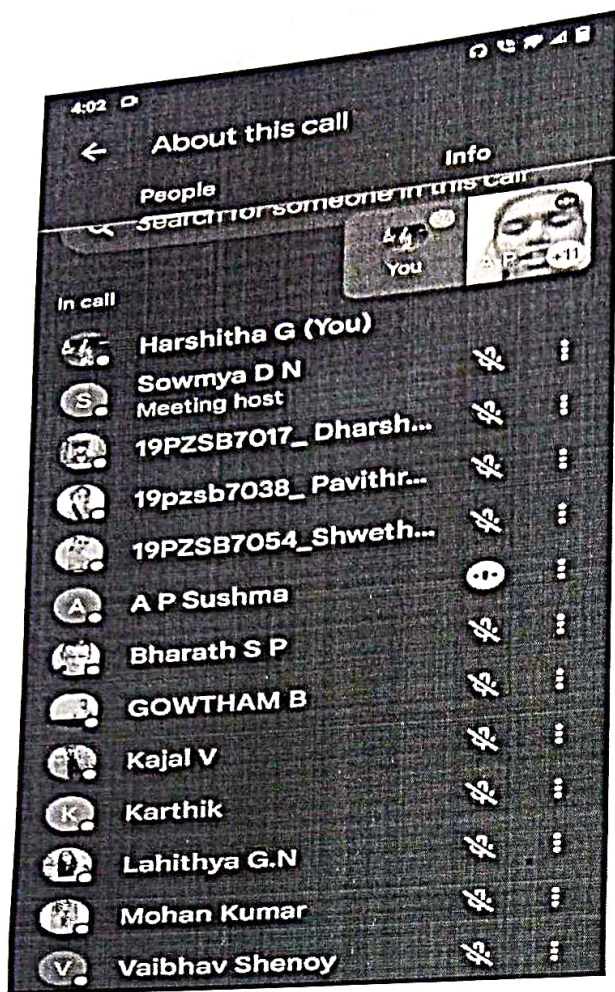 4:02
About this call
People
Info
Search for someone in this call
You
A P
+11
In call
Harshitha G (You)
S
Sowmya D N
Meeting host
19PZSB7017_ Dharsh...
19pzsb7038_ Pavithr...
19PZSB7054_Shweth...
A
A P Sushma
Bharath S P
GOWTHAM B
Kajal V
K
Karthik
Lahithya G.N
Mohan Kumar
V
Vaibhav Shenoy